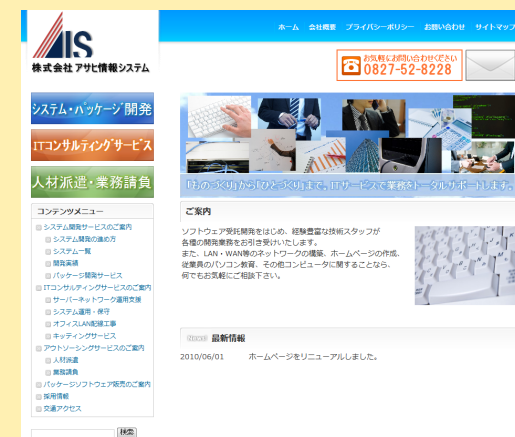 AIS
株式会社 アサヒ情報システム
ホーム 会社概要 プライバシーポリシー お問い合わせ サイトマップ
お気軽にお問い合わせください
0827-52-8228
システム・パッケージ開発
ITコンサルティングサービス
人材派遣・業務請負
「ものづくり」から「ひとづくり」まで、ITサービスで業務をトータルサポートします。
コンテンツメニュー
システム開発サービスのご案内
システム開発の進め方
システム一覧
開発実績
パッケージ開発サービス
ITコンサルティングサービスのご案内
サーバーネットワーク運用支援
システム運用・保守
オフィスLAN配線工事
キッティングサービス
アウトソーシングサービスのご案内
人材派遣
業務請負
パッケージソフトウェア販売のご案内
採用情報
交通アクセス
検索
ご案内
ソフトウェア受託開発をはじめ、経験豊富な技術スタッフが
各種の開発業務をお引き受けいたします。
また、LAN・WAN等のネットワークの構築、ホームページの作成、
従業員のパソコン教育、その他コンピュータに関することなら、
何でもお気軽にご相談下さい。
News! 最新情報
2010/06/01 ホームページをリニューアルしました。